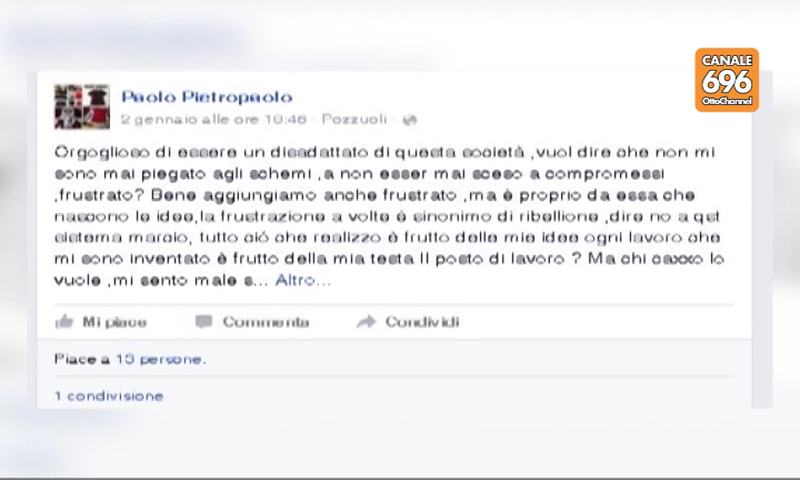 CANALE
696
OttoChannel
Paolo Pietropaolo
2 gennaio alle ore 10:46 · Pozzuoli ·
Orgoglioso di essere un disadattato di questa società ,vuol dire che non mi
sono mai piegato agli schemi ,a non esser mai sceso a compromessi
,frustrato? Bene aggiungiamo anche frustrato ,ma è proprio da essa che
nascono le idee,la frustrazione a volte è sinonimo di ribellione ,dire no a qst
sistema marcio, tutto ció che realizzo è frutto delle mie idee ogni lavoro che
mi sono inventato è frutto della mia testa Il posto di lavoro ? Ma chi caxxo lo
vuole ,mi sento male s... Altro...
Mi piace Commenta Condividi
Piace a 13 persone.
1 condivisione